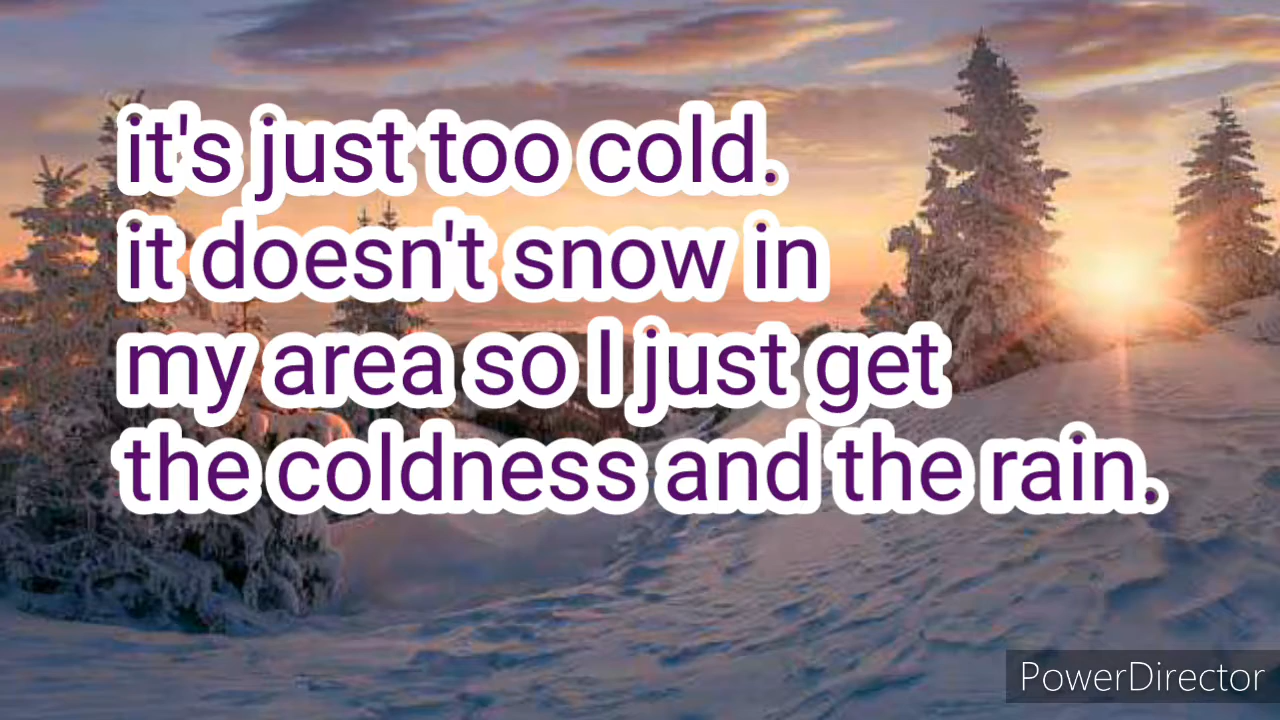 it's just too cold.
it doesn't snow in
my area so I just get
the coldness and the rain.
PowerDirector